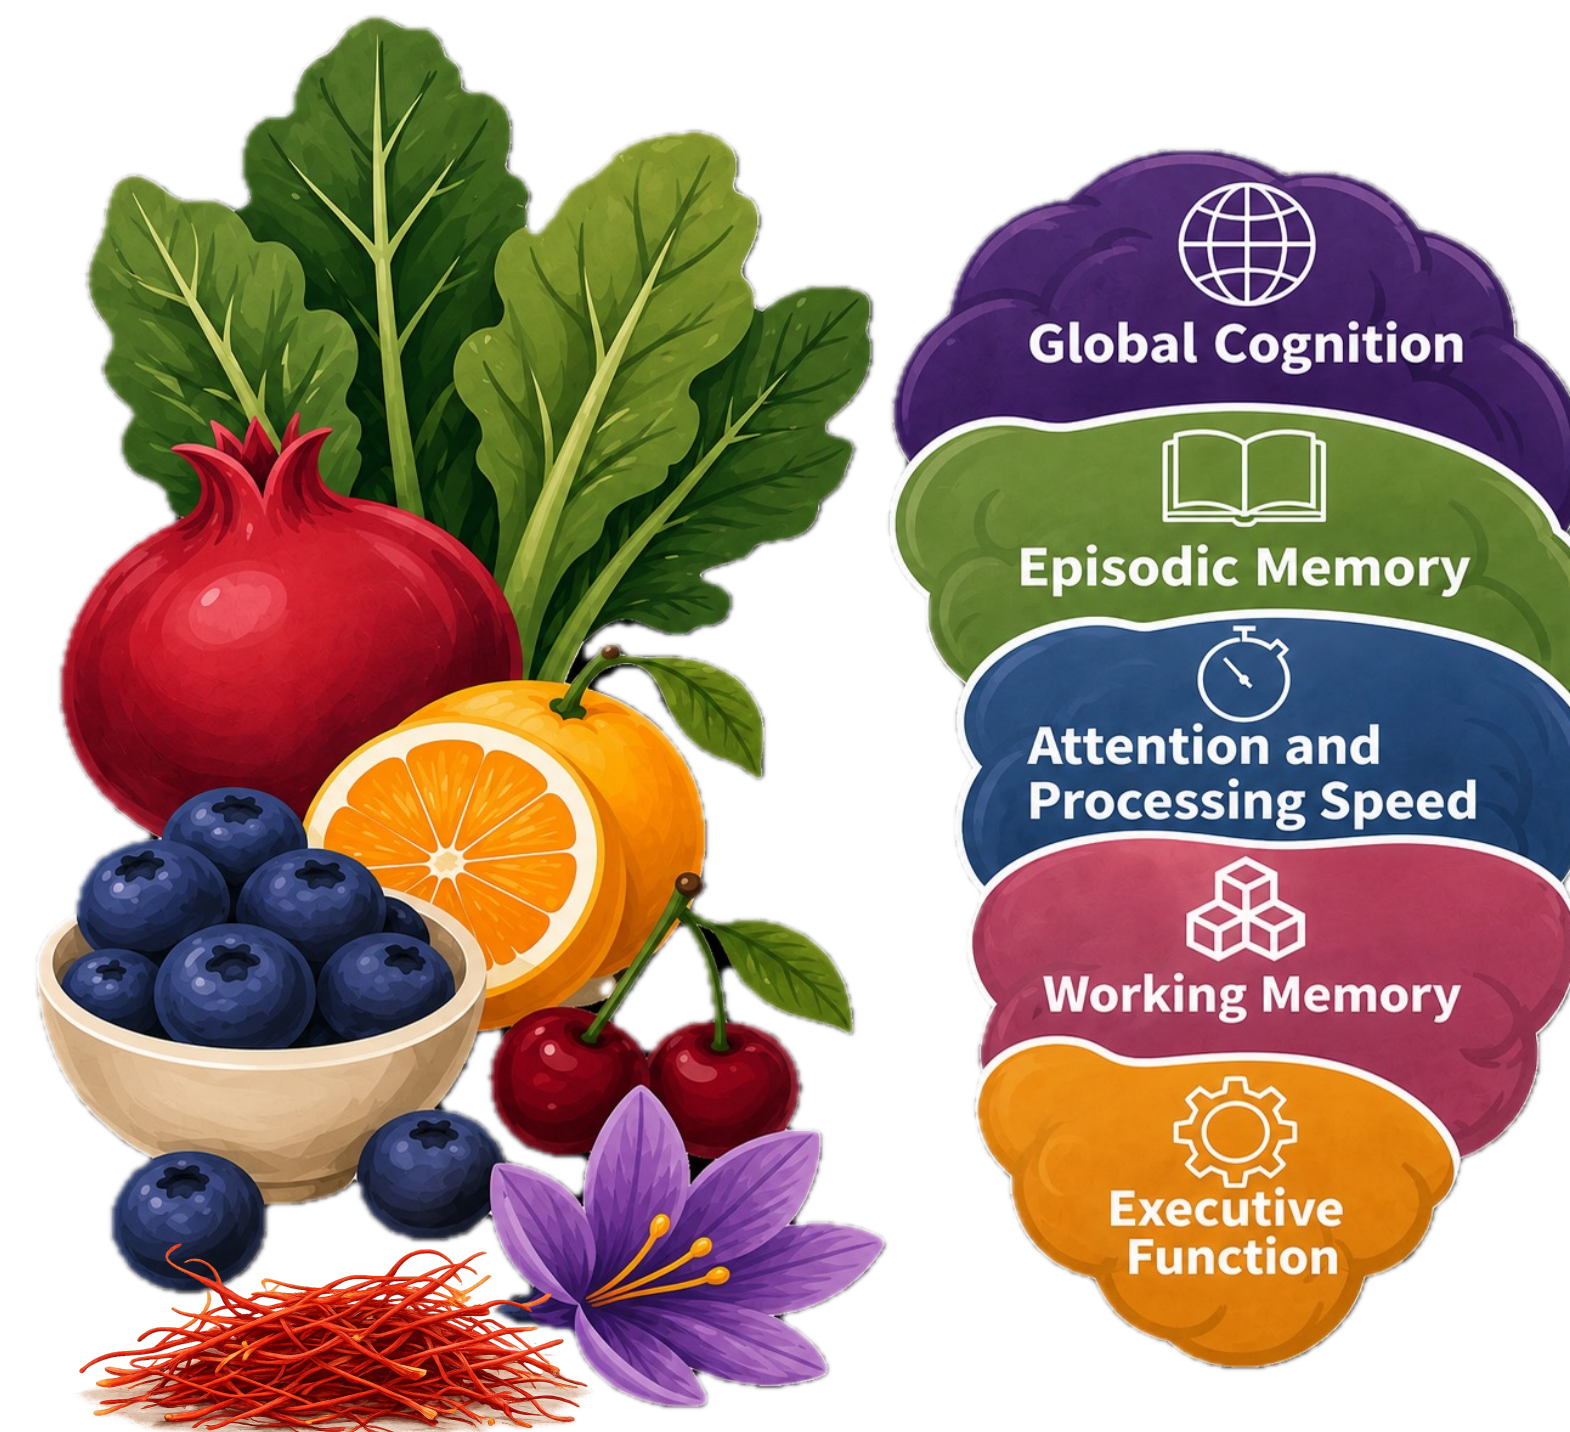 Global Cognition
Episodic Memory
Attention and
Processing Speed
Working Memory
Executive
Function